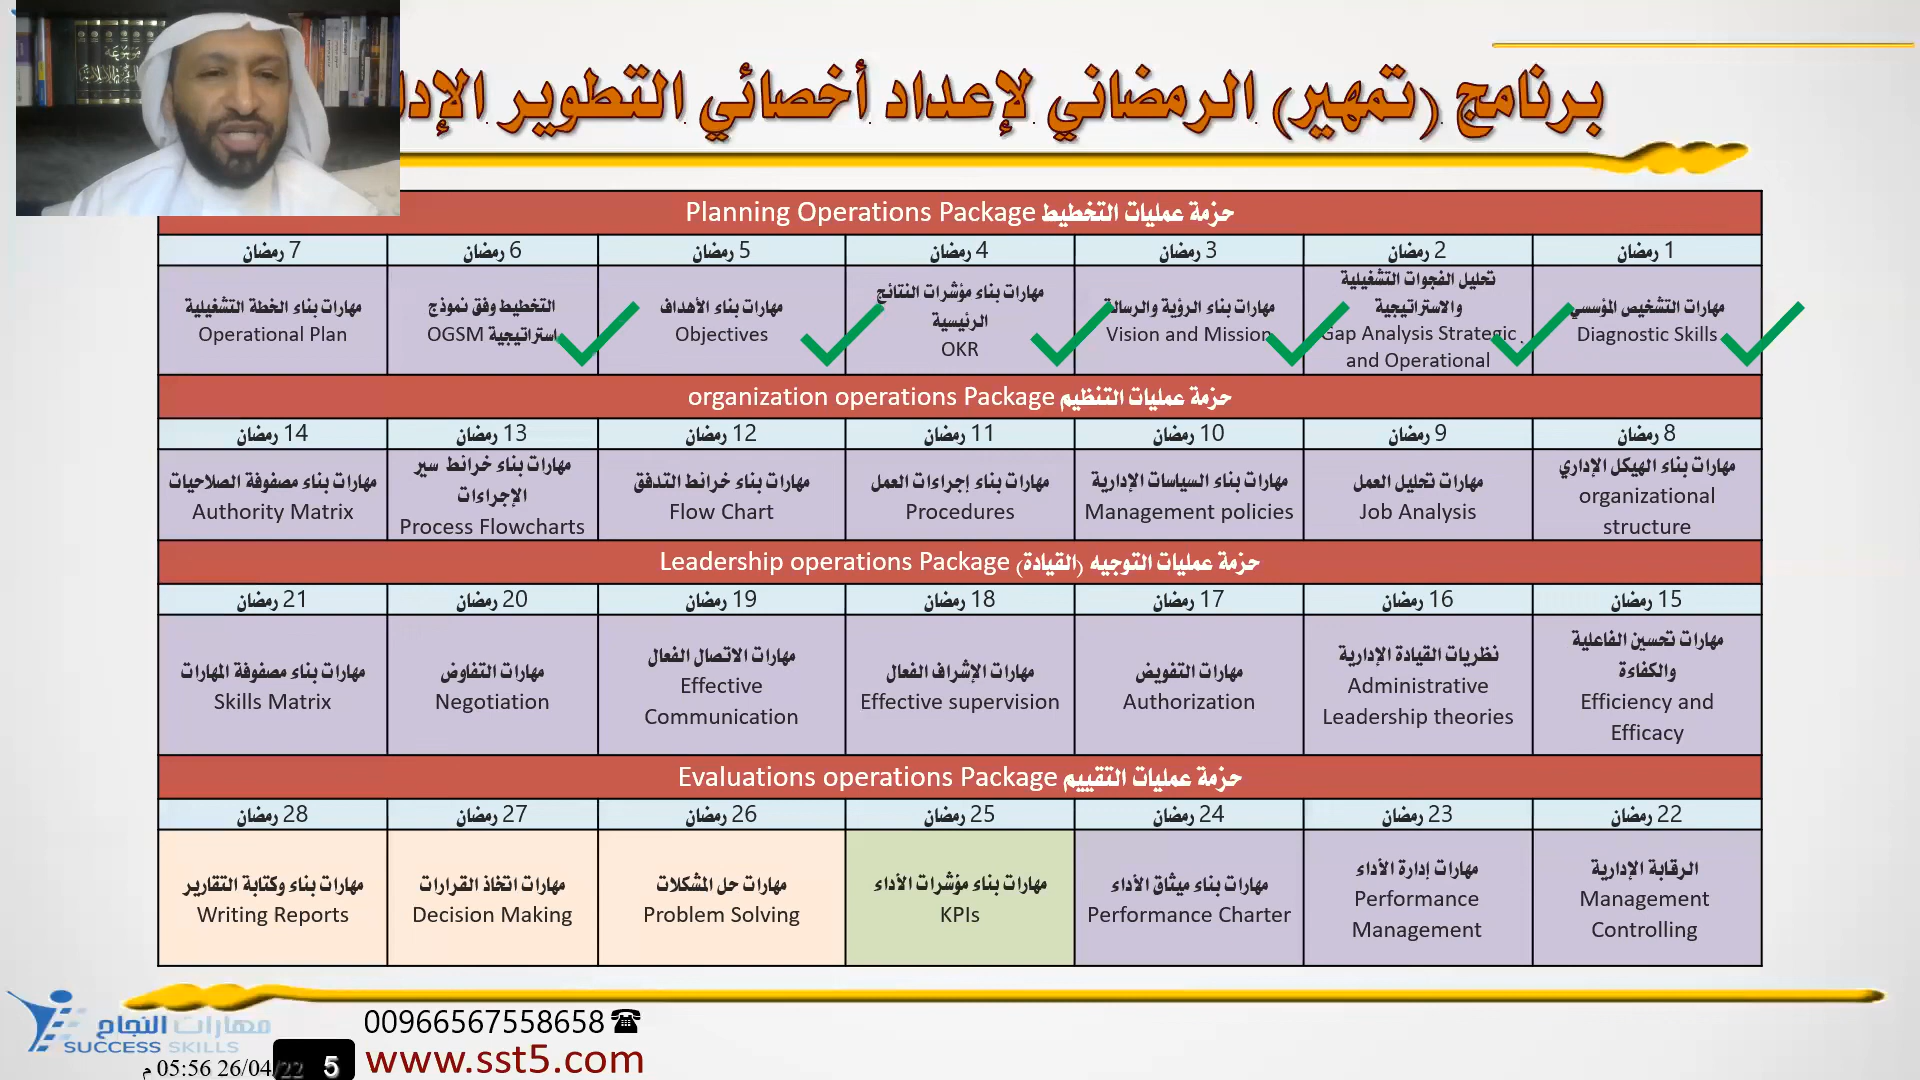 برنامج (تمهير) الرمضاني لإعداد أخصائي التطوير
حزمة عمليات التخطيط Planning Operations Package
1 رمضان
2 رمضان
3 رمضان
4 رمضان
5 رمضان
6 رمضان
7 رمضان
مهارات التشخيص المؤسسي
Diagnostic Skills
تحليل الفجوات التشغيلية
والاستراتيجية
Gap Analysis Strategic
and Operational
مهارات بناء الرؤية والرسالة
Vision and Mission
مهارات بناء مؤشرات النتائج
الرئيسية
OKR
مهارات بناء الأهداف
Objectives
التخطيط وفق نموذج
استراتيجية OGSM
مهارات بناء الخطة التشغيلية
Operational Plan
حزمة عمليات التنظيم organization operations Package
8 رمضان
9 رمضان
10 رمضان
11 رمضان
12 رمضان
13 رمضان
14 رمضان
مهارات بناء الهيكل الإداري
organizational
structure
مهارات تحليل العمل
Job Analysis
مهارات بناء السياسات الإدارية
Management policies
مهارات بناء إجراءات العمل
Procedures
مهارات بناء خرائط التدفق
Flow Chart
مهارات بناء خرائط سير
الإجراءات
Process Flowcharts
مهارات بناء مصفوفة الصلاحيات
Authority Matrix
حزمة عمليات التوجيه (القيادة) Leadership operations Package
15 رمضان
16 رمضان
17 رمضان
18 رمضان
19 رمضان
20 رمضان
21 رمضان
مهارات تحسين الفاعلية
والكفاءة
Efficiency and
Efficacy
نظريات القيادة الإدارية
Administrative
Leadership theories
مهارات التفويض
Authorization
مهارات الإشراف الفعال
Effective supervision
مهارات الاتصال الفعال
Effective
Communication
مهارات التفاوض
Negotiation
مهارات بناء مصفوفة المهارات
Skills Matrix
حزمة عمليات التقييم Evaluations operations Package
22 رمضان
23 رمضان
24 رمضان
25 رمضان
26 رمضان
27 رمضان
28 رمضان
الرقابة الإدارية
Management
Controlling
مهارات إدارة الأداء
Performance
Management
مهارات بناء ميثاق الأداء
Performance Charter
مهارات بناء مؤشرات الأداء
KPIs
مهارات حل المشكلات
Problem Solving
مهارات اتخاذ القرارات
Decision Making
مهارات بناء وكتابة التقارير
Writing Reports
مهارات النجاح
SUCCESS SKILLS
00966567558658
www.sst5.com
05:56 26/04/22 م
5